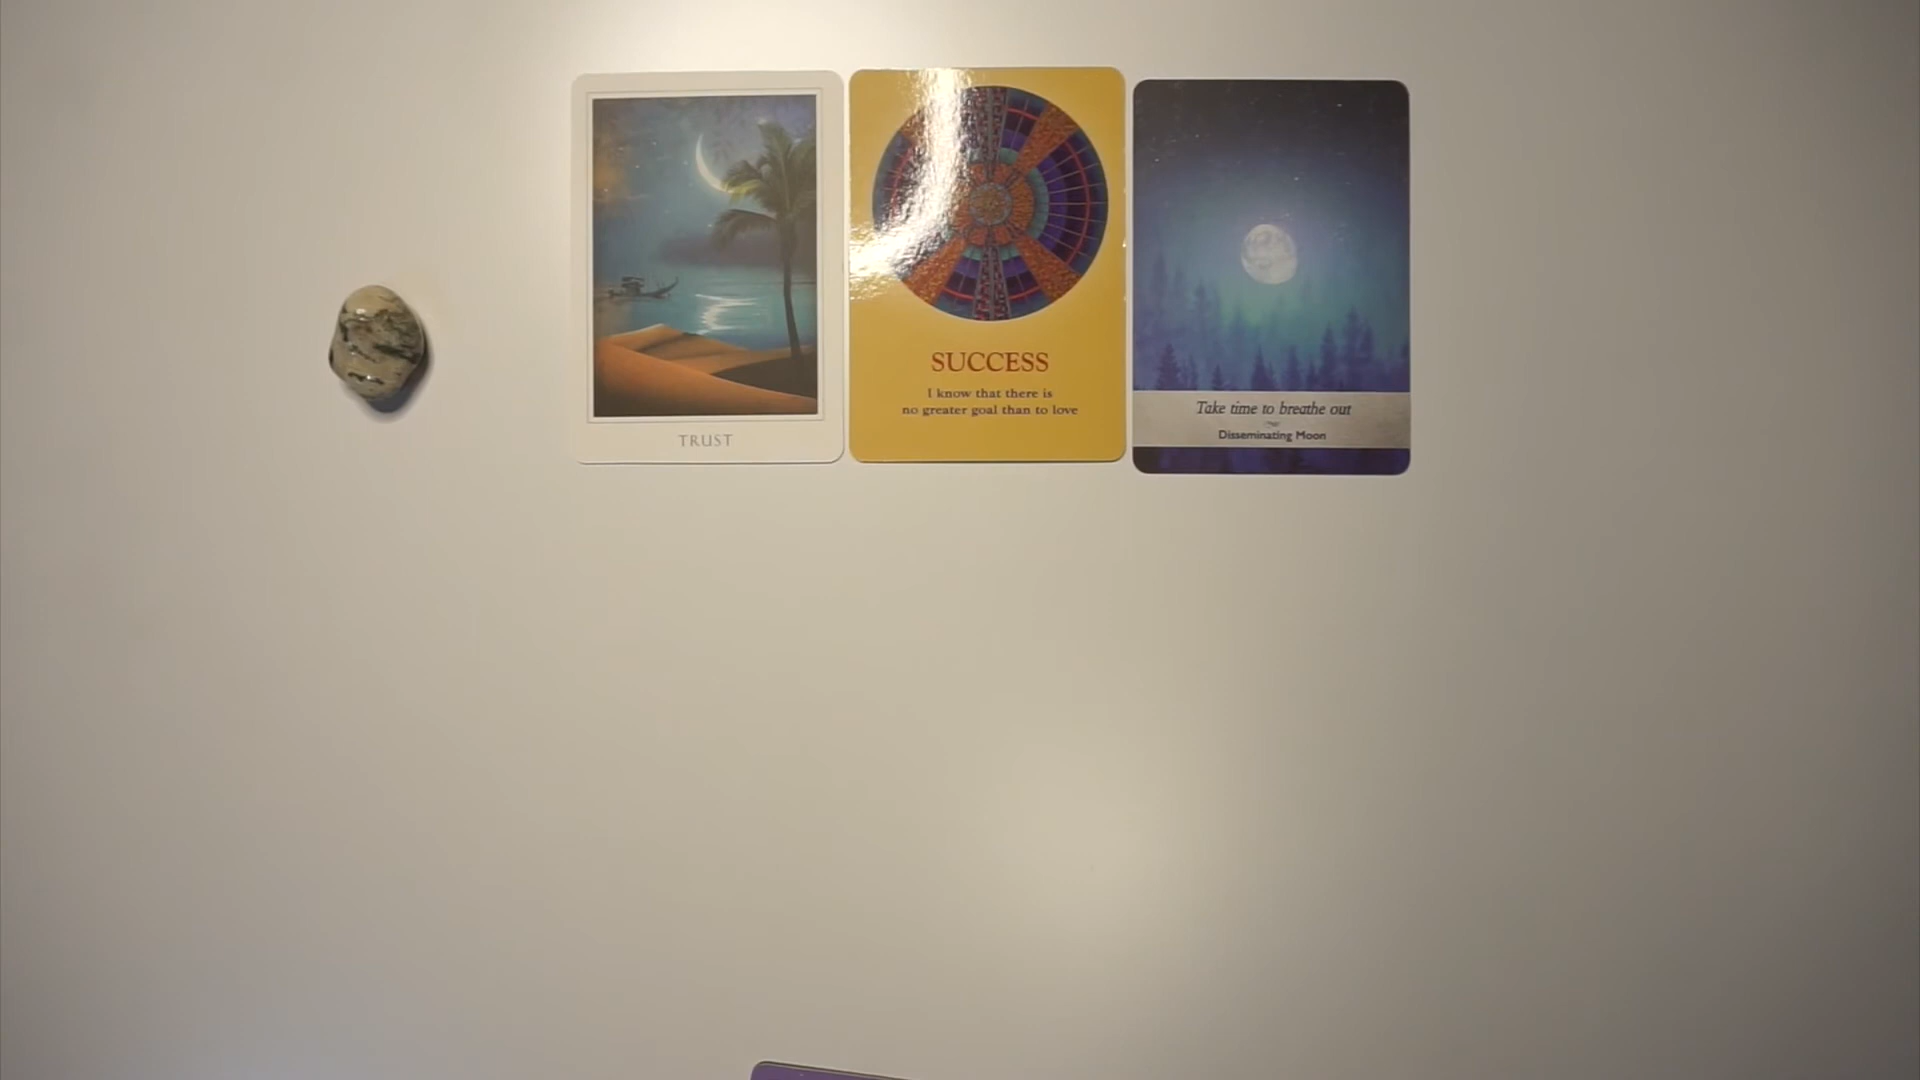 TRUST
SUCCESS
I know that there is
no greater goal than to love
Take time to breathe out
Disseminating Moon